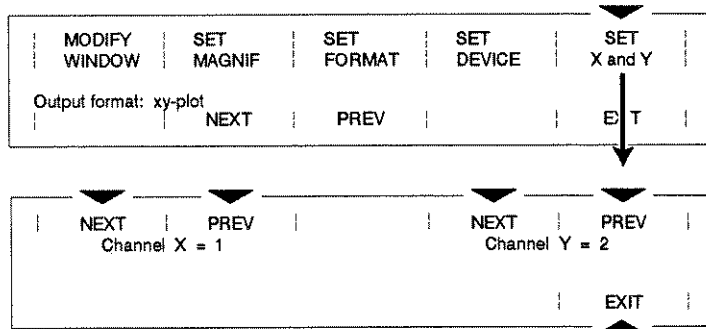 MODIFY SET SET SET SET
WINDOW MAGNIF FORMAT DEVICE X and Y
Output format: xy-plot
NEXT PREV EXIT
NEXT PREV NEXT PREV
Channel X = 1 Channel Y = 2
EXIT